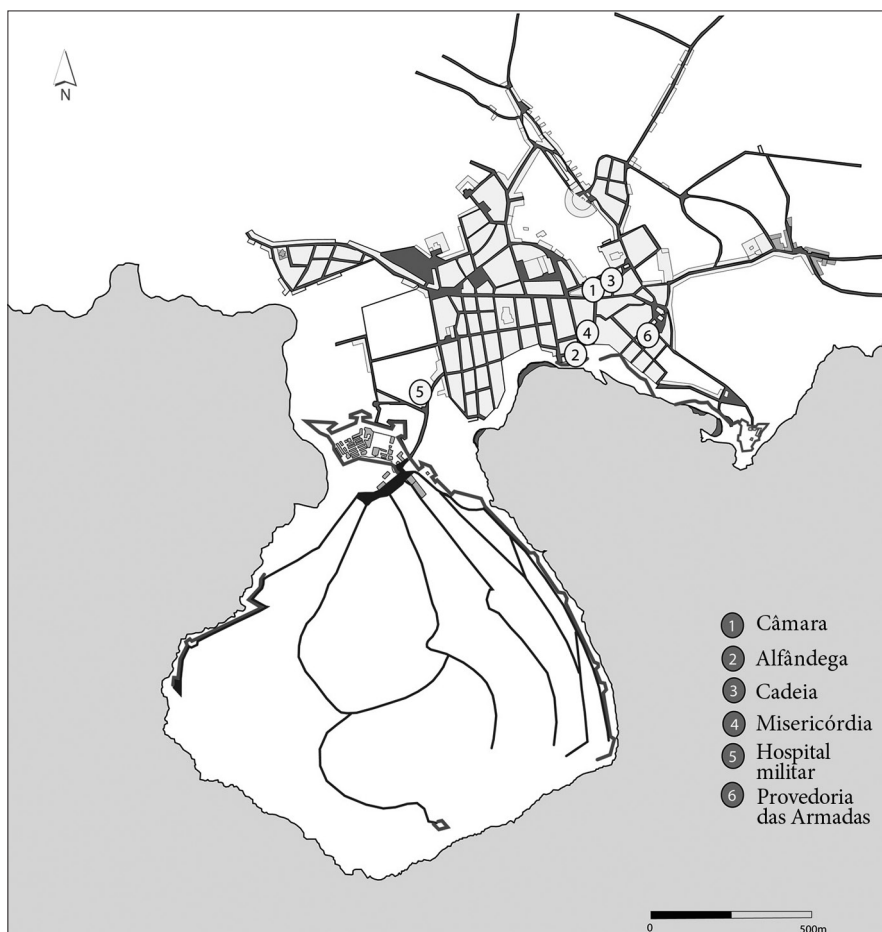 N
1
3
4
6
2
5
1 Câmara
2 Alfândega
3 Cadeia
4 Misericórdia
5 Hospital
militar
6 Provedoria
das Armadas
0 500m